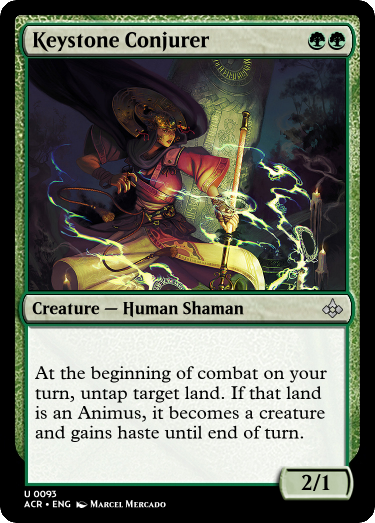 Keystone Conjurer
Creature — Human Shaman
At the beginning of combat on your
turn, untap target land. If that land
is an Animus, it becomes a creature
and gains haste until end of turn.
2/1
U 0093
ACR • ENG Marcel Mercado